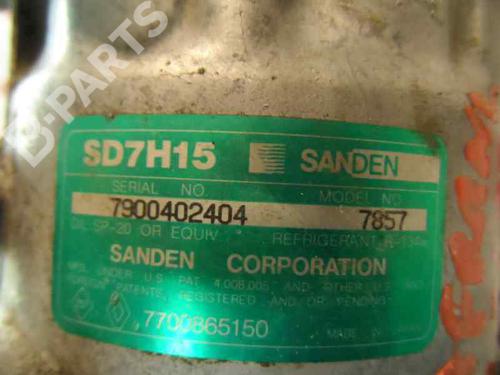 B-PARTS
SD7H15 SANDEN
SERIAL NO. MODEL NO.
7900402404 7857
OIL SP-20 OR EQUIV. REFRIGERANT R-134a
SANDEN CORPORATION
MFG. UNDER U.S. PAT. 4,008,005 AND OTHER U.S. AND
FOREIGN PATENTS, REGISTERED AND/OR PENDING.
7700865150 MADE IN